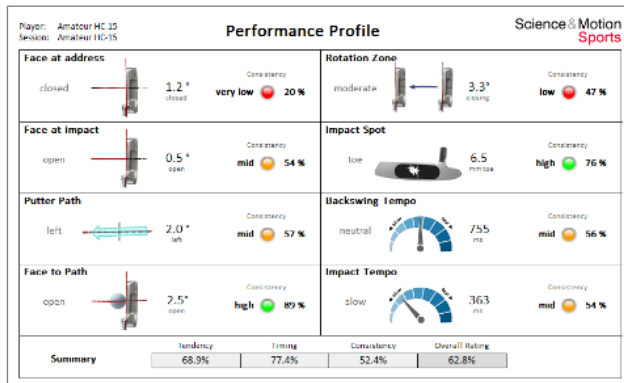 Player: Amateur HC-15
Session: Amateur HC-15
Performance Profile
Science&Motion
Sports
Face at address
closed
1.2 °
closed
Consistency
very low 20 %
Rotation Zone
moderate
3.3°
closing
Consistency
low 47 %
Face at impact
open
0.5 °
open
Consistency
mid 54 %
Impact Spot
toe
6.5
mm toe
Consistency
high 76 %
Putter Path
left
2.0 °
left
Consistency
mid 57 %
Backswing Tempo
neutral
slow
fast
755
ms
Consistency
mid 56 %
Face to Path
open
2.5°
open
Consistency
high 89 %
Impact Tempo
slow
slow
fast
363
ms
Consistency
mid 54 %
Tendency Timing Consistency Overall Rating
Summary 68.9% 77.4% 52.4% 62.8%